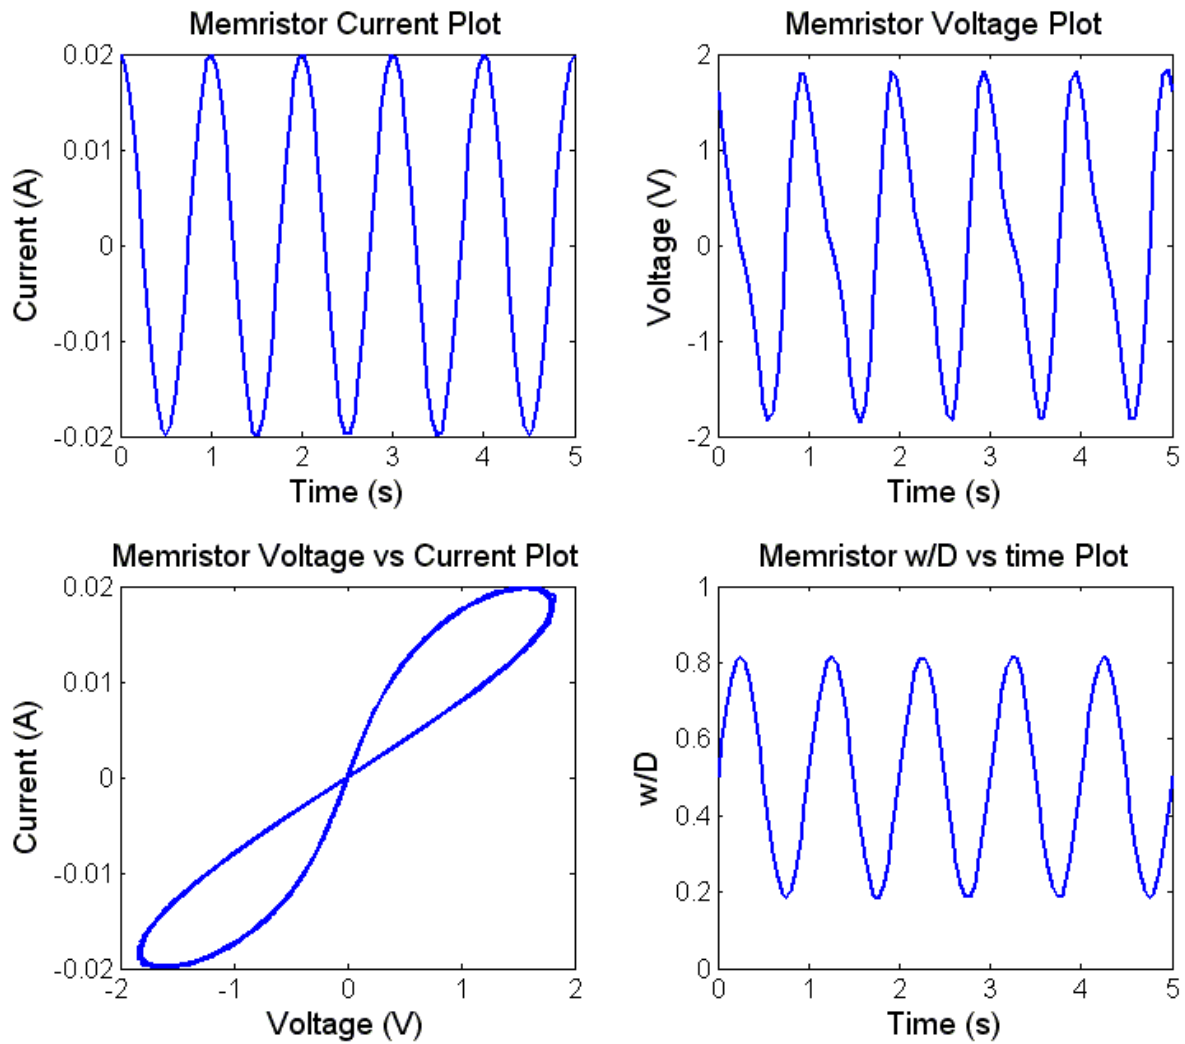 Memristor Current Plot
0.02
0.01
0
-0.01
-0.02
Current (A)
0 1 2 3 4 5
Time (s)
Memristor Voltage Plot
2
1
0
-1
-2
Voltage (V)
0 1 2 3 4 5
Time (s)
Memristor Voltage vs Current Plot
0.02
0.01
0
-0.01
-0.02
Current (A)
-2 -1 0 1 2
Voltage (V)
Memristor w/D vs time Plot
1
0.8
0.6
0.4
0.2
0
w/D
0 1 2 3 4 5
Time (s)